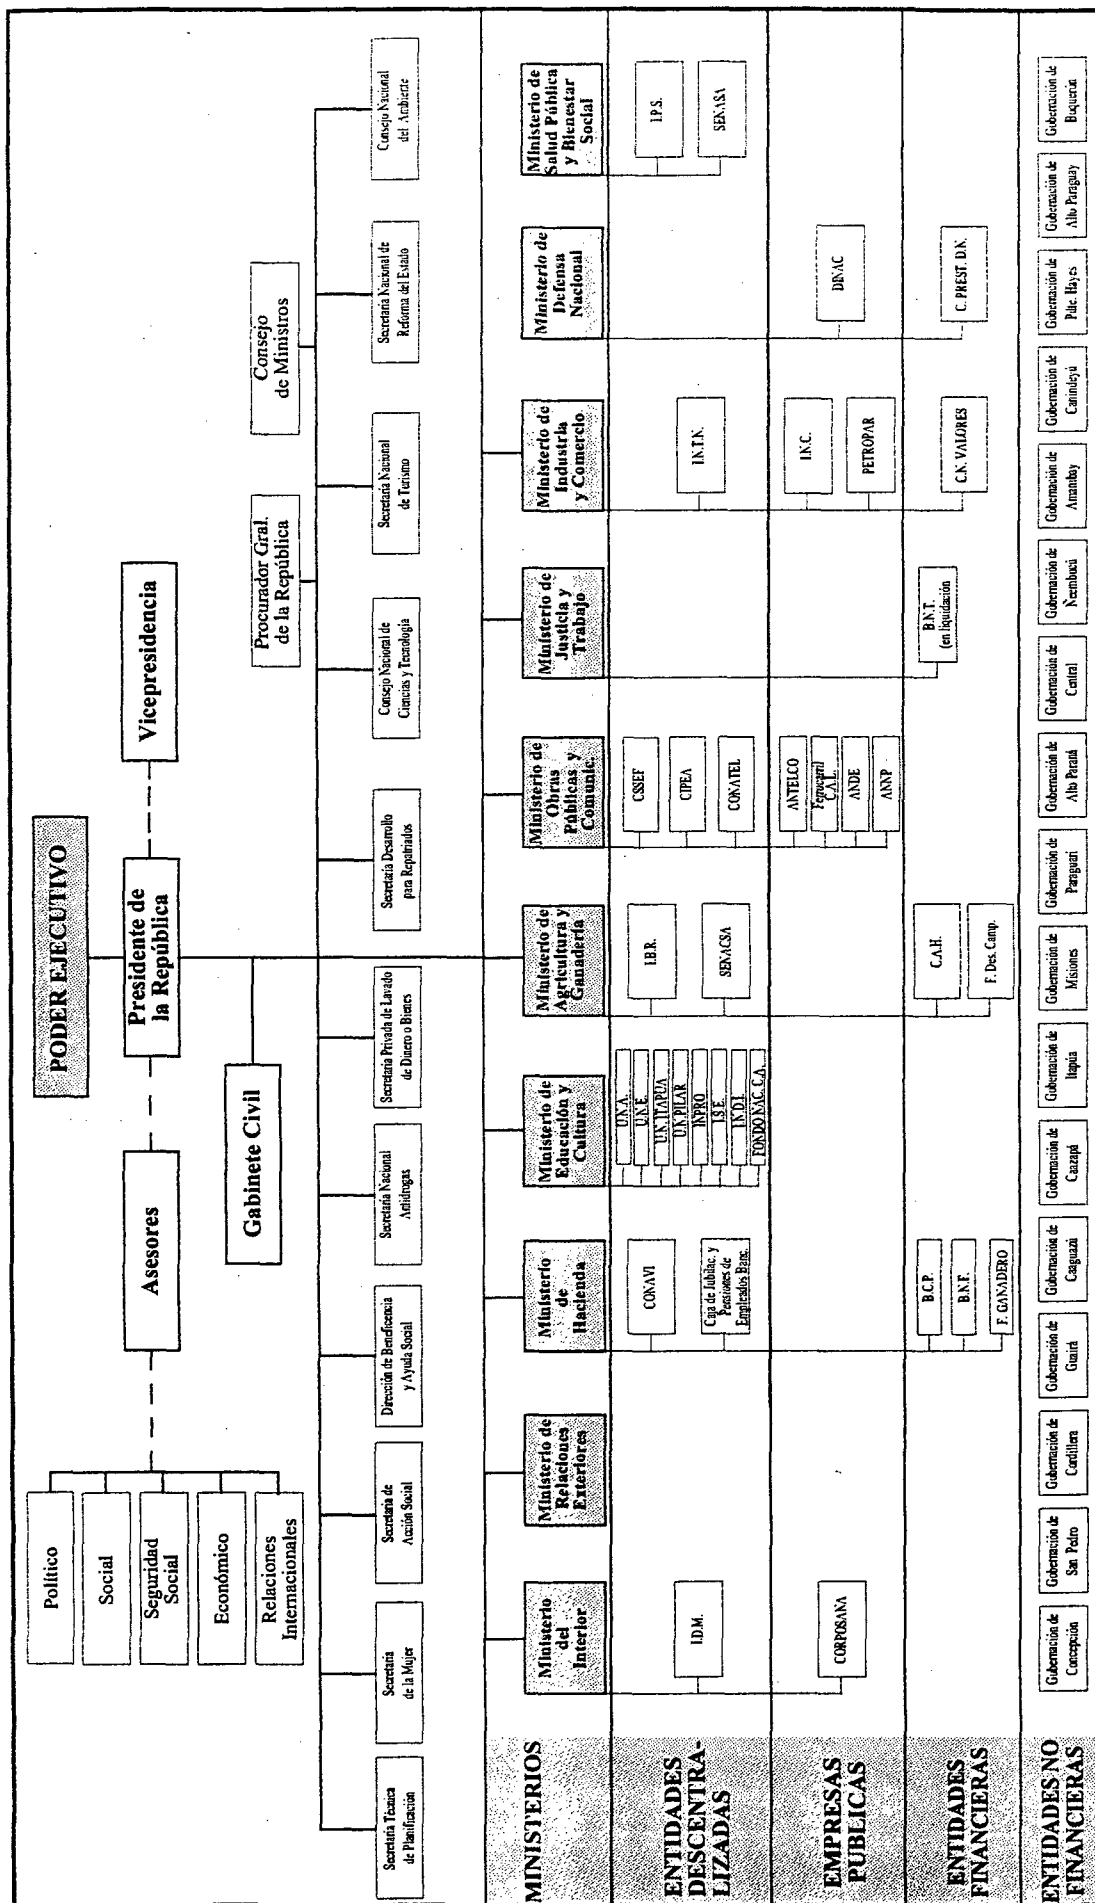 PODER EJECUTIVO
Presidente de
la República
Vicepresidencia
Asesores
Político
Social
Seguridad
Social
Económico
Relaciones
Internacionales
Gabinete Civil
Procurador Gral.
de la República
Consejo
de Ministros
Secretaría Técnica
de Planificación
Secretaría
de la Mujer
Secretaría de
Acción Social
Dirección de Beneficencia
y Ayuda Social
Secretaría Nacional
Antidrogas
Secretaría Privada de Lavado
de Dinero o Bienes
Secretaría Desarrollo
para Repatriados
Consejo Nacional de
Ciencias y Tecnología
Secretaría Nacional
de Turismo
Secretaría Nacional de
Reforma del Estado
Consejo Nacional
del Ambiente
MINISTERIOS
Ministerio
del
Interior
Ministerio de
Relaciones
Exteriores
Ministerio
de
Hacienda
Ministerio de
Educación y
Cultura
Ministerio de
Agricultura y
Ganadería
Ministerio de
Obras
Públicas y
Comunic.
Ministerio de
Justicia y
Trabajo
Ministerio de
Industria
y Comercio
Ministerio de
Defensa
Nacional
Ministerio de
Salud Pública
y Bienestar
Social
ENTIDADES
DESCENTRA-
LIZADAS
I.D.M.
CONAVI
Caja de Jubilac. y
Pensiones de
Empleados Banc.
U.N.A.
U.N.E.
U.N.ITAPUA
U.N.PILAR
INPRO
I.S.E.
I.N.D.I.
FONDO NAC. C.A.
I.B.R.
SENACSA
CSSEF
CIPEA
CONATEL
I.N.T.N.
I.P.S.
SENASA
EMPRESAS
PUBLICAS
CORPOSANA
ANTELCO
Ferrocarril
C.A.L.
ANDE
ANNP
I.N.C.
PETROPAR
DINAC
ENTIDADES
FINANCIERAS
B.C.P.
B.N.F.
F. GANADERO
C.A.H.
F. Des. Camp.
B.N.T.
(en liquidación)
C.N. VALORES
C. PREST. D.N.
ENTIDADES NO
FINANCIERAS
Gobernación de
Concepción
Gobernación de
San Pedro
Gobernación de
Cordillera
Gobernación de
Guairá
Gobernación de
Caaguazú
Gobernación de
Caazapá
Gobernación de
Itapúa
Gobernación de
Misiones
Gobernación de
Paraguarí
Gobernación de
Alto Paraná
Gobernación de
Central
Gobernación de
Ñeembucú
Gobernación de
Amambay
Gobernación de
Canindeyú
Gobernación de
Pdte. Hayes
Gobernación de
Alto Paraguay
Gobernación de
Boquerón